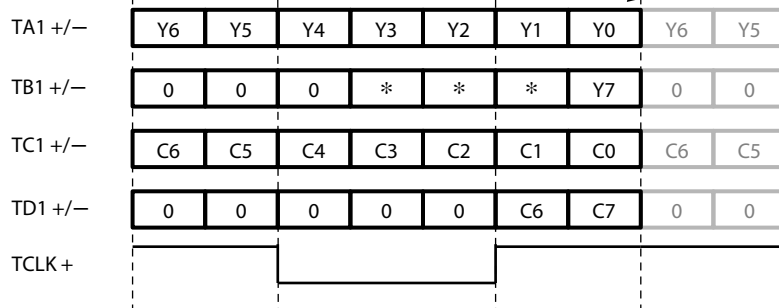 TA1 +/− Y6 Y5 Y4 Y3 Y2 Y1 Y0 Y6 Y5
TB1 +/− 0 0 0 * * * Y7 0 0
TC1 +/− C6 C5 C4 C3 C2 C1 C0 C6 C5
TD1 +/− 0 0 0 0 0 C6 C7 0 0
TCLK +